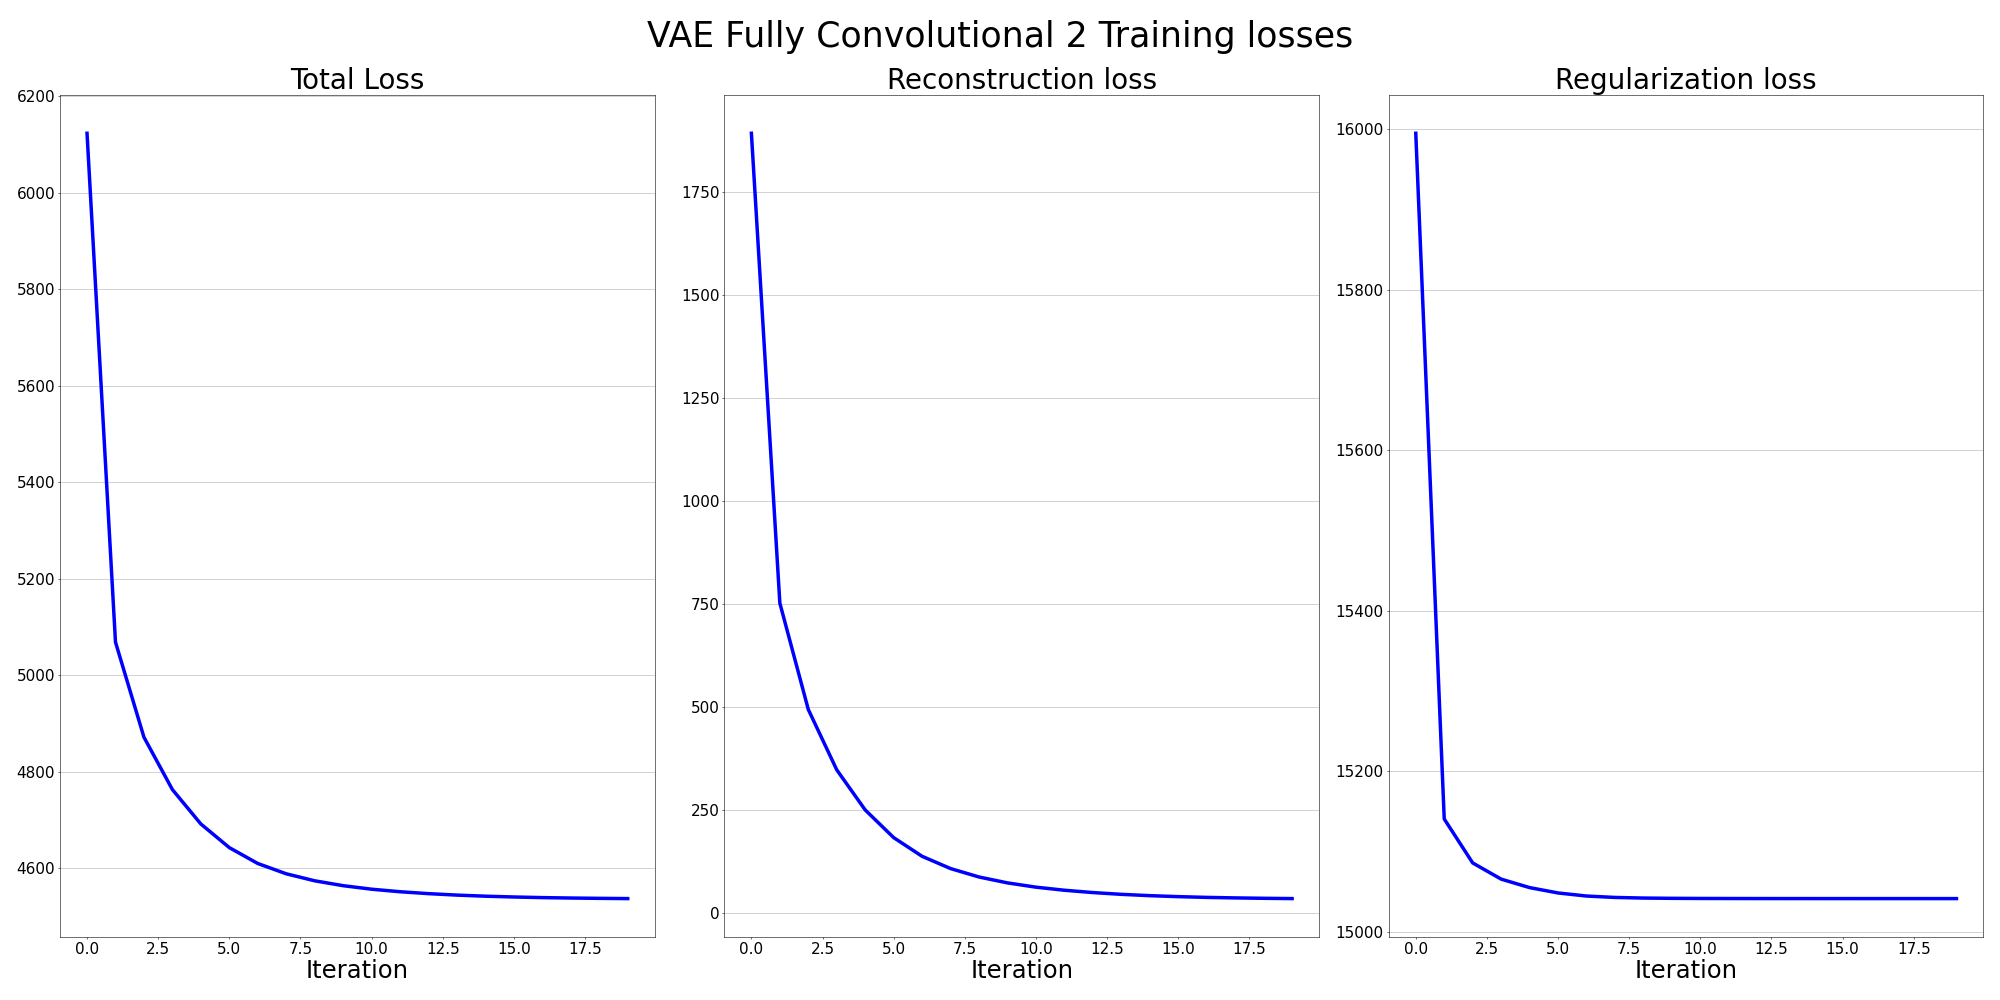 VAE Fully Convolutional 2 Training losses
Total Loss
6200
6000
5800
5600
5400
5200
5000
4800
4600
0.0 2.5 5.0 7.5 10.0 12.5 15.0 17.5
Iteration
Reconstruction loss
1750
1500
1250
1000
750
500
250
0
0.0 2.5 5.0 7.5 10.0 12.5 15.0 17.5
Iteration
Regularization loss
16000
15800
15600
15400
15200
15000
0.0 2.5 5.0 7.5 10.0 12.5 15.0 17.5
Iteration